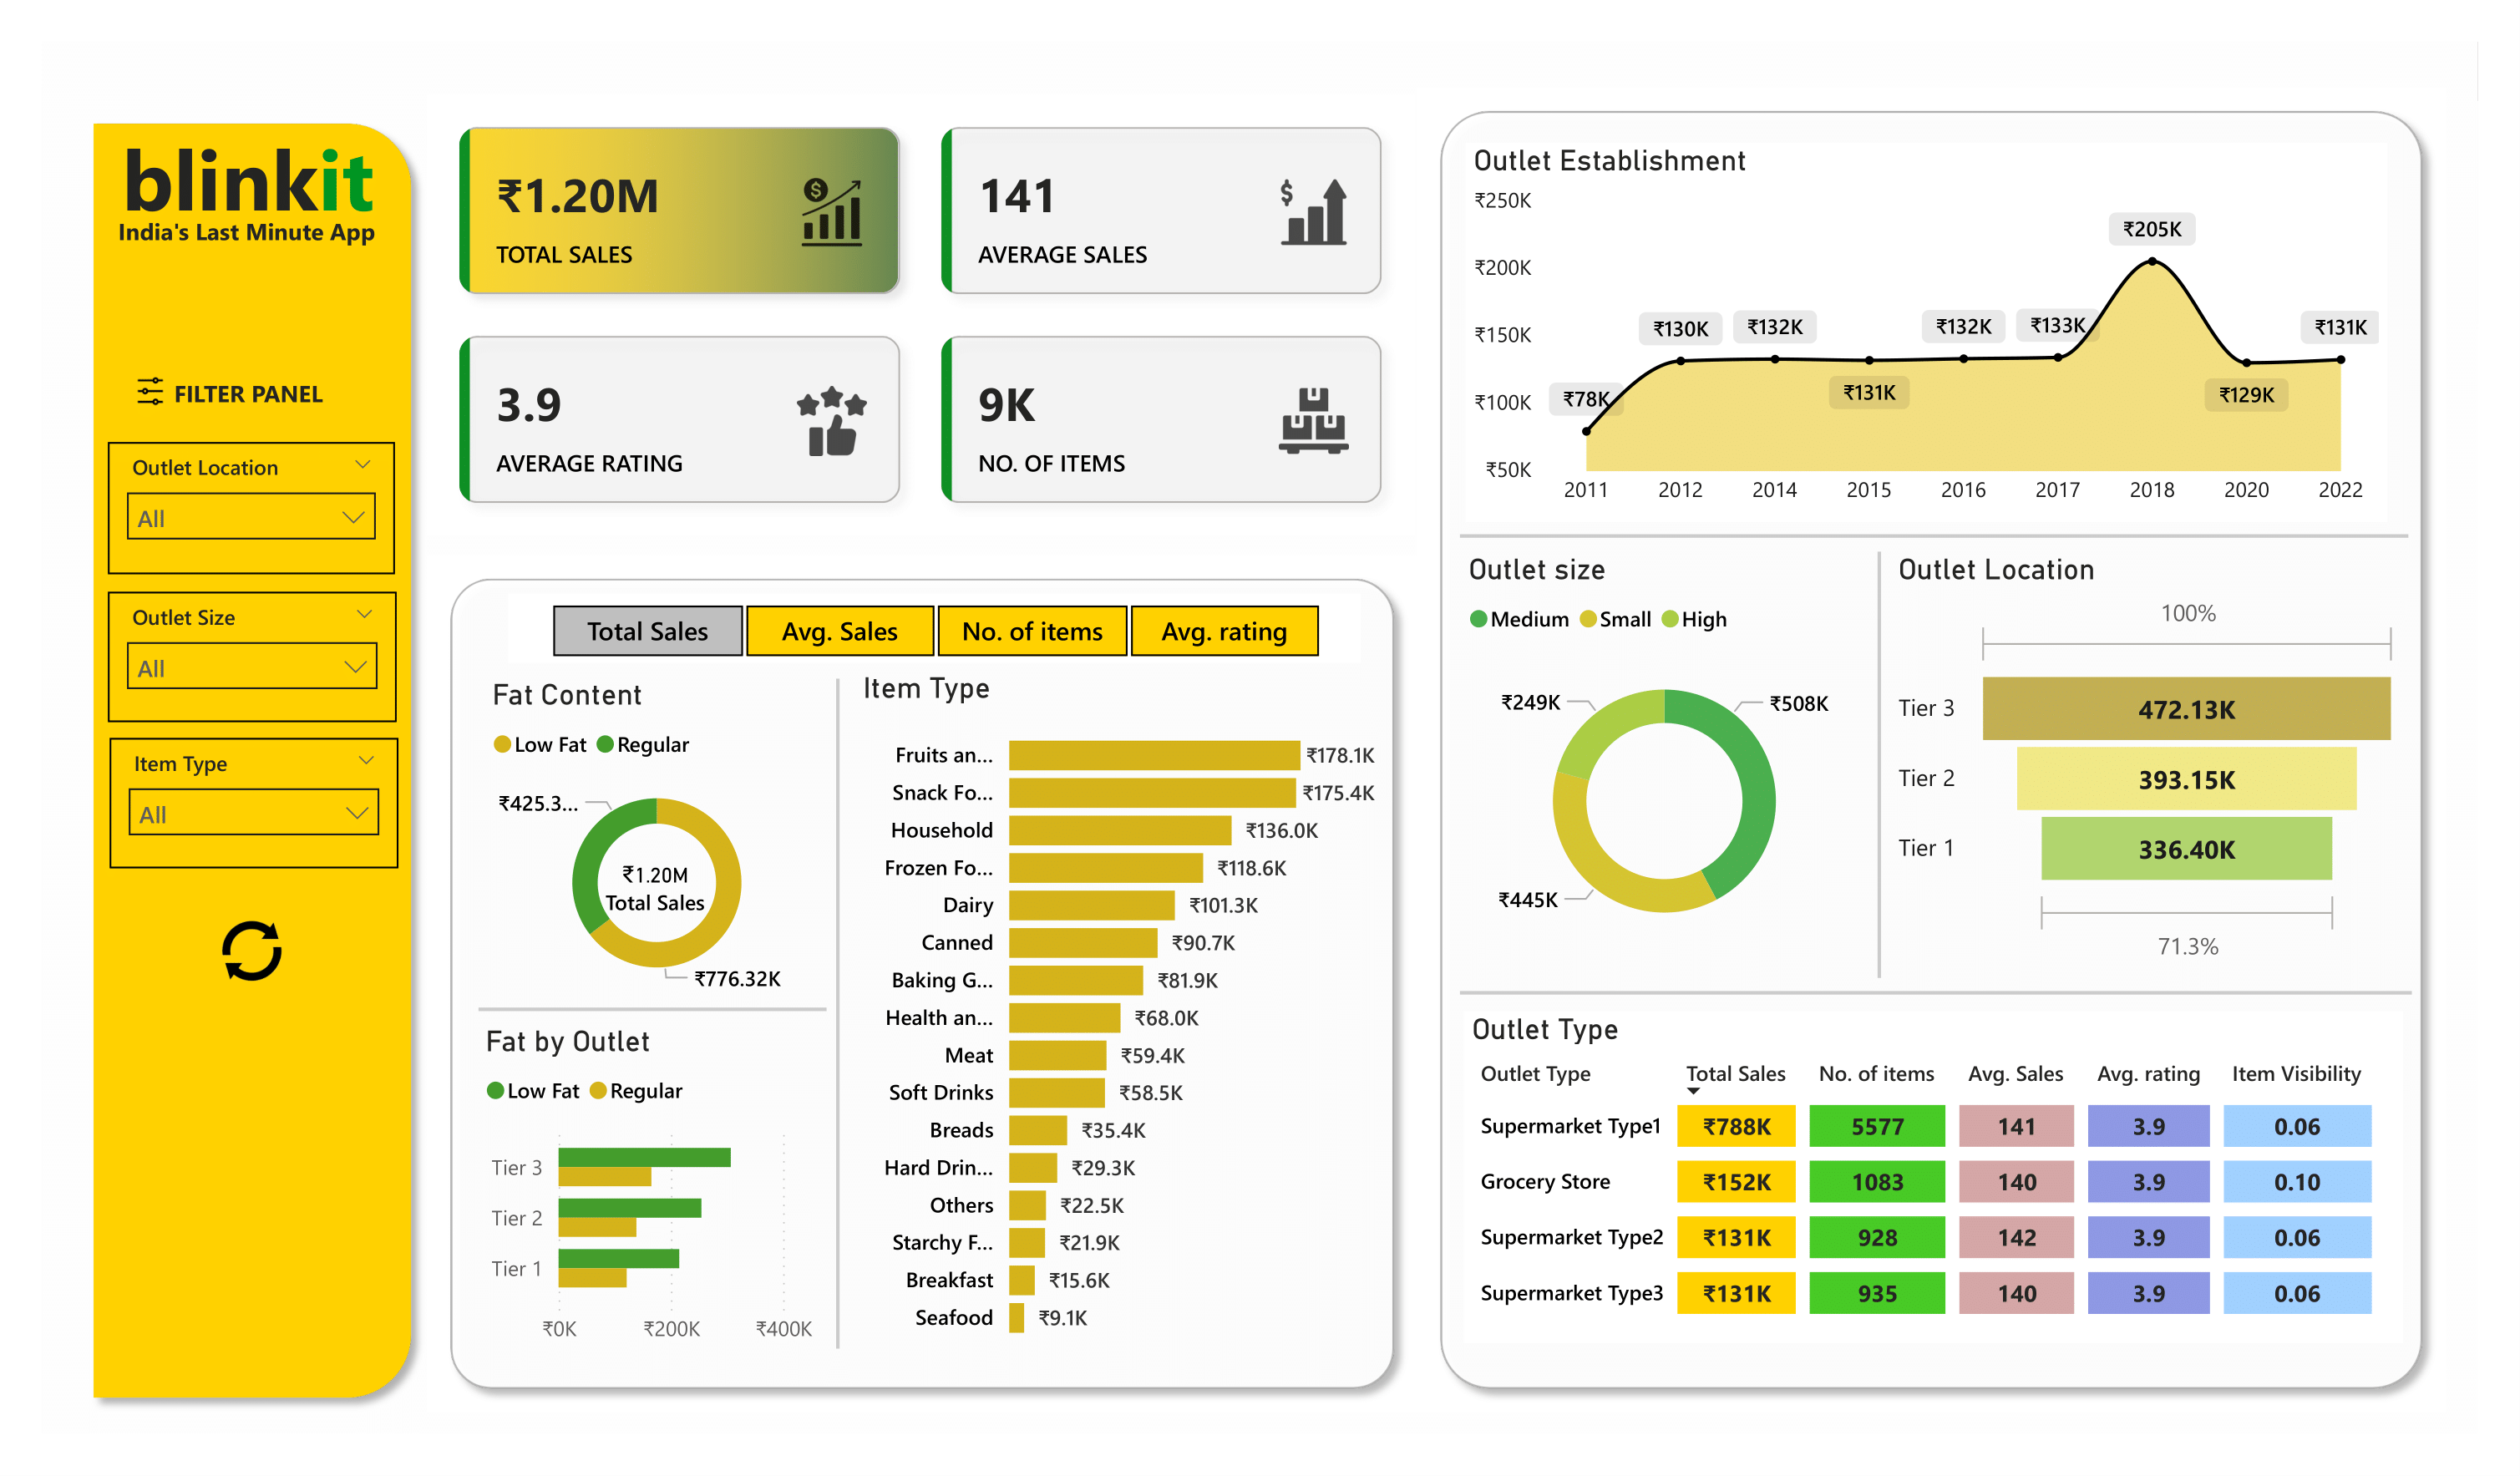 blinkit
India's Last Minute App
FILTER PANEL
Outlet Location
All
Outlet Size
All
Item Type
All
₹1.20M
TOTAL SALES
141
AVERAGE SALES
3.9
AVERAGE RATING
9K
NO. OF ITEMS
Total Sales Avg. Sales No. of items Avg. rating
Fat Content
Low Fat Regular
₹425.3...
₹1.20M
Total Sales
₹776.32K
Fat by Outlet
Low Fat Regular
Tier 3
Tier 2
Tier 1
₹0K ₹200K ₹400K
Item Type
Fruits an... ₹178.1K
Snack Fo... ₹175.4K
Household ₹136.0K
Frozen Fo... ₹118.6K
Dairy ₹101.3K
Canned ₹90.7K
Baking G... ₹81.9K
Health an... ₹68.0K
Meat ₹59.4K
Soft Drinks ₹58.5K
Breads ₹35.4K
Hard Drin... ₹29.3K
Others ₹22.5K
Starchy F... ₹21.9K
Breakfast ₹15.6K
Seafood ₹9.1K
Outlet Establishment
₹250K
₹200K
₹150K
₹100K
₹50K
₹78K ₹130K ₹132K ₹131K ₹132K ₹133K ₹205K ₹129K ₹131K
2011 2012 2014 2015 2016 2017 2018 2020 2022
Outlet size
Medium Small High
₹249K ₹508K
₹445K
Outlet Location
100%
Tier 3 472.13K
Tier 2 393.15K
Tier 1 336.40K
71.3%
Outlet Type
Outlet Type Total Sales No. of items Avg. Sales Avg. rating Item Visibility
Supermarket Type1 ₹788K 5577 141 3.9 0.06
Grocery Store ₹152K 1083 140 3.9 0.10
Supermarket Type2 ₹131K 928 142 3.9 0.06
Supermarket Type3 ₹131K 935 140 3.9 0.06